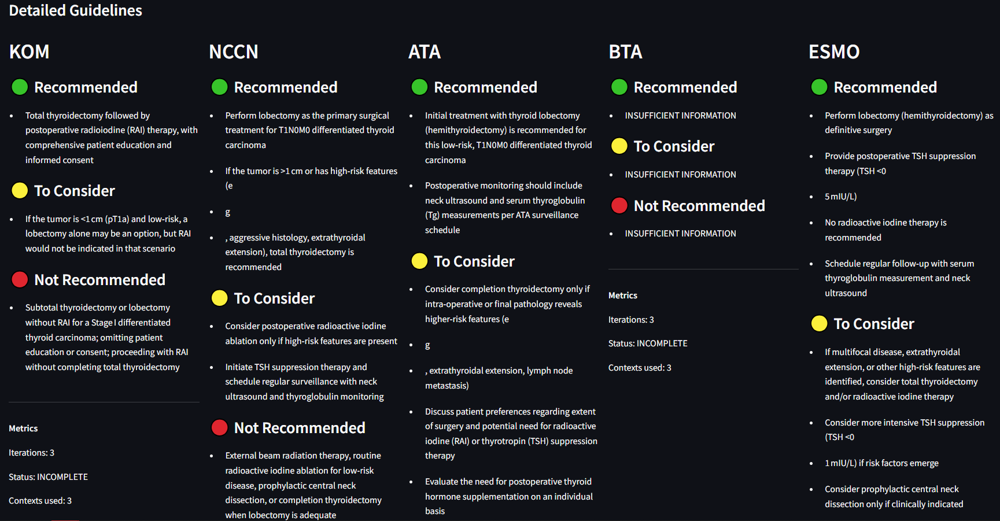 Detailed Guidelines
KOM
Recommended
Total thyroidectomy followed by
postoperative radioiodine (RAI) therapy, with
comprehensive patient education and
informed consent
To Consider
If the tumor is <1 cm (pT1a) and low-risk, a
lobectomy alone may be an option, but RAI
would not be indicated in that scenario
Not Recommended
Subtotal thyroidectomy or lobectomy
without RAI for a Stage I differentiated
thyroid carcinoma; omitting patient
education or consent; proceeding with RAI
without completing total thyroidectomy
Metrics
Iterations: 3
Status: INCOMPLETE
Contexts used: 3
NCCN
Recommended
Perform lobectomy as the primary surgical
treatment for T1N0M0 differentiated thyroid
carcinoma
If the tumor is >1 cm or has high-risk features
(e
g
, aggressive histology, extrathyroidal
extension), total thyroidectomy is
recommended
To Consider
Consider postoperative radioactive iodine
ablation only if high-risk features are present
Initiate TSH suppression therapy and
schedule regular surveillance with neck
ultrasound and thyroglobulin monitoring
Not Recommended
External beam radiation therapy, routine
radioactive iodine ablation for low-risk
disease, prophylactic central neck
dissection, or completion thyroidectomy
when lobectomy is adequate
ATA
Recommended
Initial treatment with thyroid lobectomy
(hemithyroidectomy) is recommended for
this low-risk, T1N0M0 differentiated thyroid
carcinoma
Postoperative monitoring should include
neck ultrasound and serum thyroglobulin
(Tg) measurements per ATA surveillance
schedule
To Consider
Consider completion thyroidectomy only if
intra-operative or final pathology reveals
higher-risk features (e
g
, extrathyroidal extension, lymph node
metastasis)
Discuss patient preferences regarding extent
of surgery and potential need for radioactive
iodine (RAI) or thyrotropin (TSH) suppression
therapy
Evaluate the need for postoperative thyroid
hormone supplementation on an individual
basis
BTA
Recommended
INSUFFICIENT INFORMATION
To Consider
INSUFFICIENT INFORMATION
Not Recommended
INSUFFICIENT INFORMATION
Metrics
Iterations: 3
Status: INCOMPLETE
Contexts used: 3
ESMO
Recommended
Perform lobectomy (hemithyroidectomy) as
definitive surgery
Provide postoperative TSH suppression
therapy (TSH <0
5 mIU/L)
No radioactive iodine therapy is
recommended
Schedule regular follow-up with serum
thyroglobulin measurement and neck
ultrasound
To Consider
If multifocal disease, extrathyroidal
extension, or other high-risk features are
identified, consider total thyroidectomy
and/or radioactive iodine therapy
Consider more intensive TSH suppression
(TSH <0
1 mIU/L) if risk factors emerge
Consider prophylactic central neck
dissection only if clinically indicated